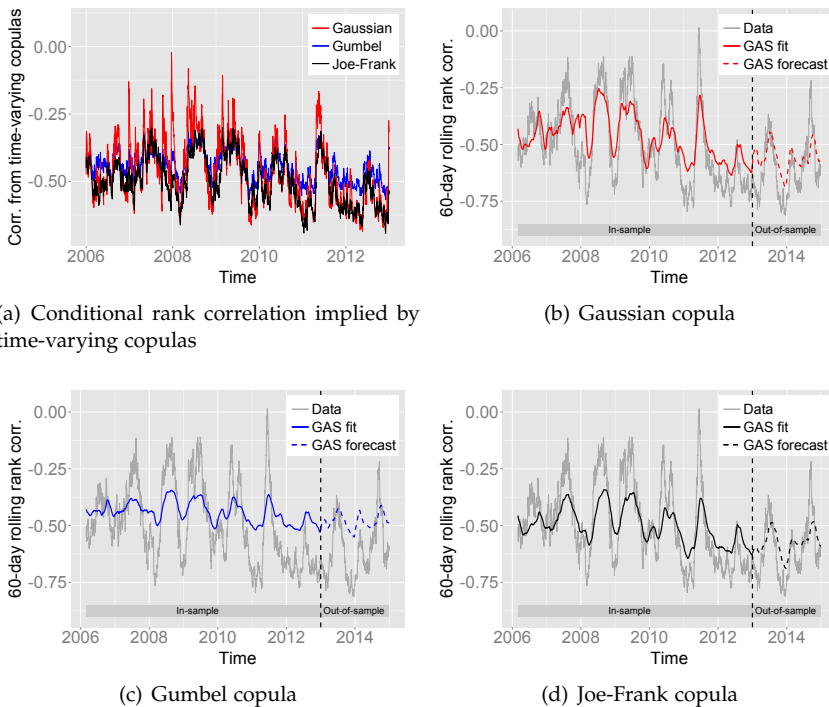 Gaussian
Gumbel
Joe-Frank
0.00
-0.25
-0.50
Corr. from time-varying copulas
2006 2008 2010 2012
Time
(a) Conditional rank correlation implied by
time-varying copulas
Data
GAS fit
GAS forecast
0.00
-0.25
-0.50
-0.75
60-day rolling rank corr.
In-sample Out-of-sample
2006 2008 2010 2012 2014
Time
(b) Gaussian copula
Data
GAS fit
GAS forecast
0.00
-0.25
-0.50
-0.75
60-day rolling rank corr.
In-sample Out-of-sample
2006 2008 2010 2012 2014
Time
(c) Gumbel copula
Data
GAS fit
GAS forecast
0.00
-0.25
-0.50
-0.75
60-day rolling rank corr.
In-sample Out-of-sample
2006 2008 2010 2012 2014
Time
(d) Joe-Frank copula